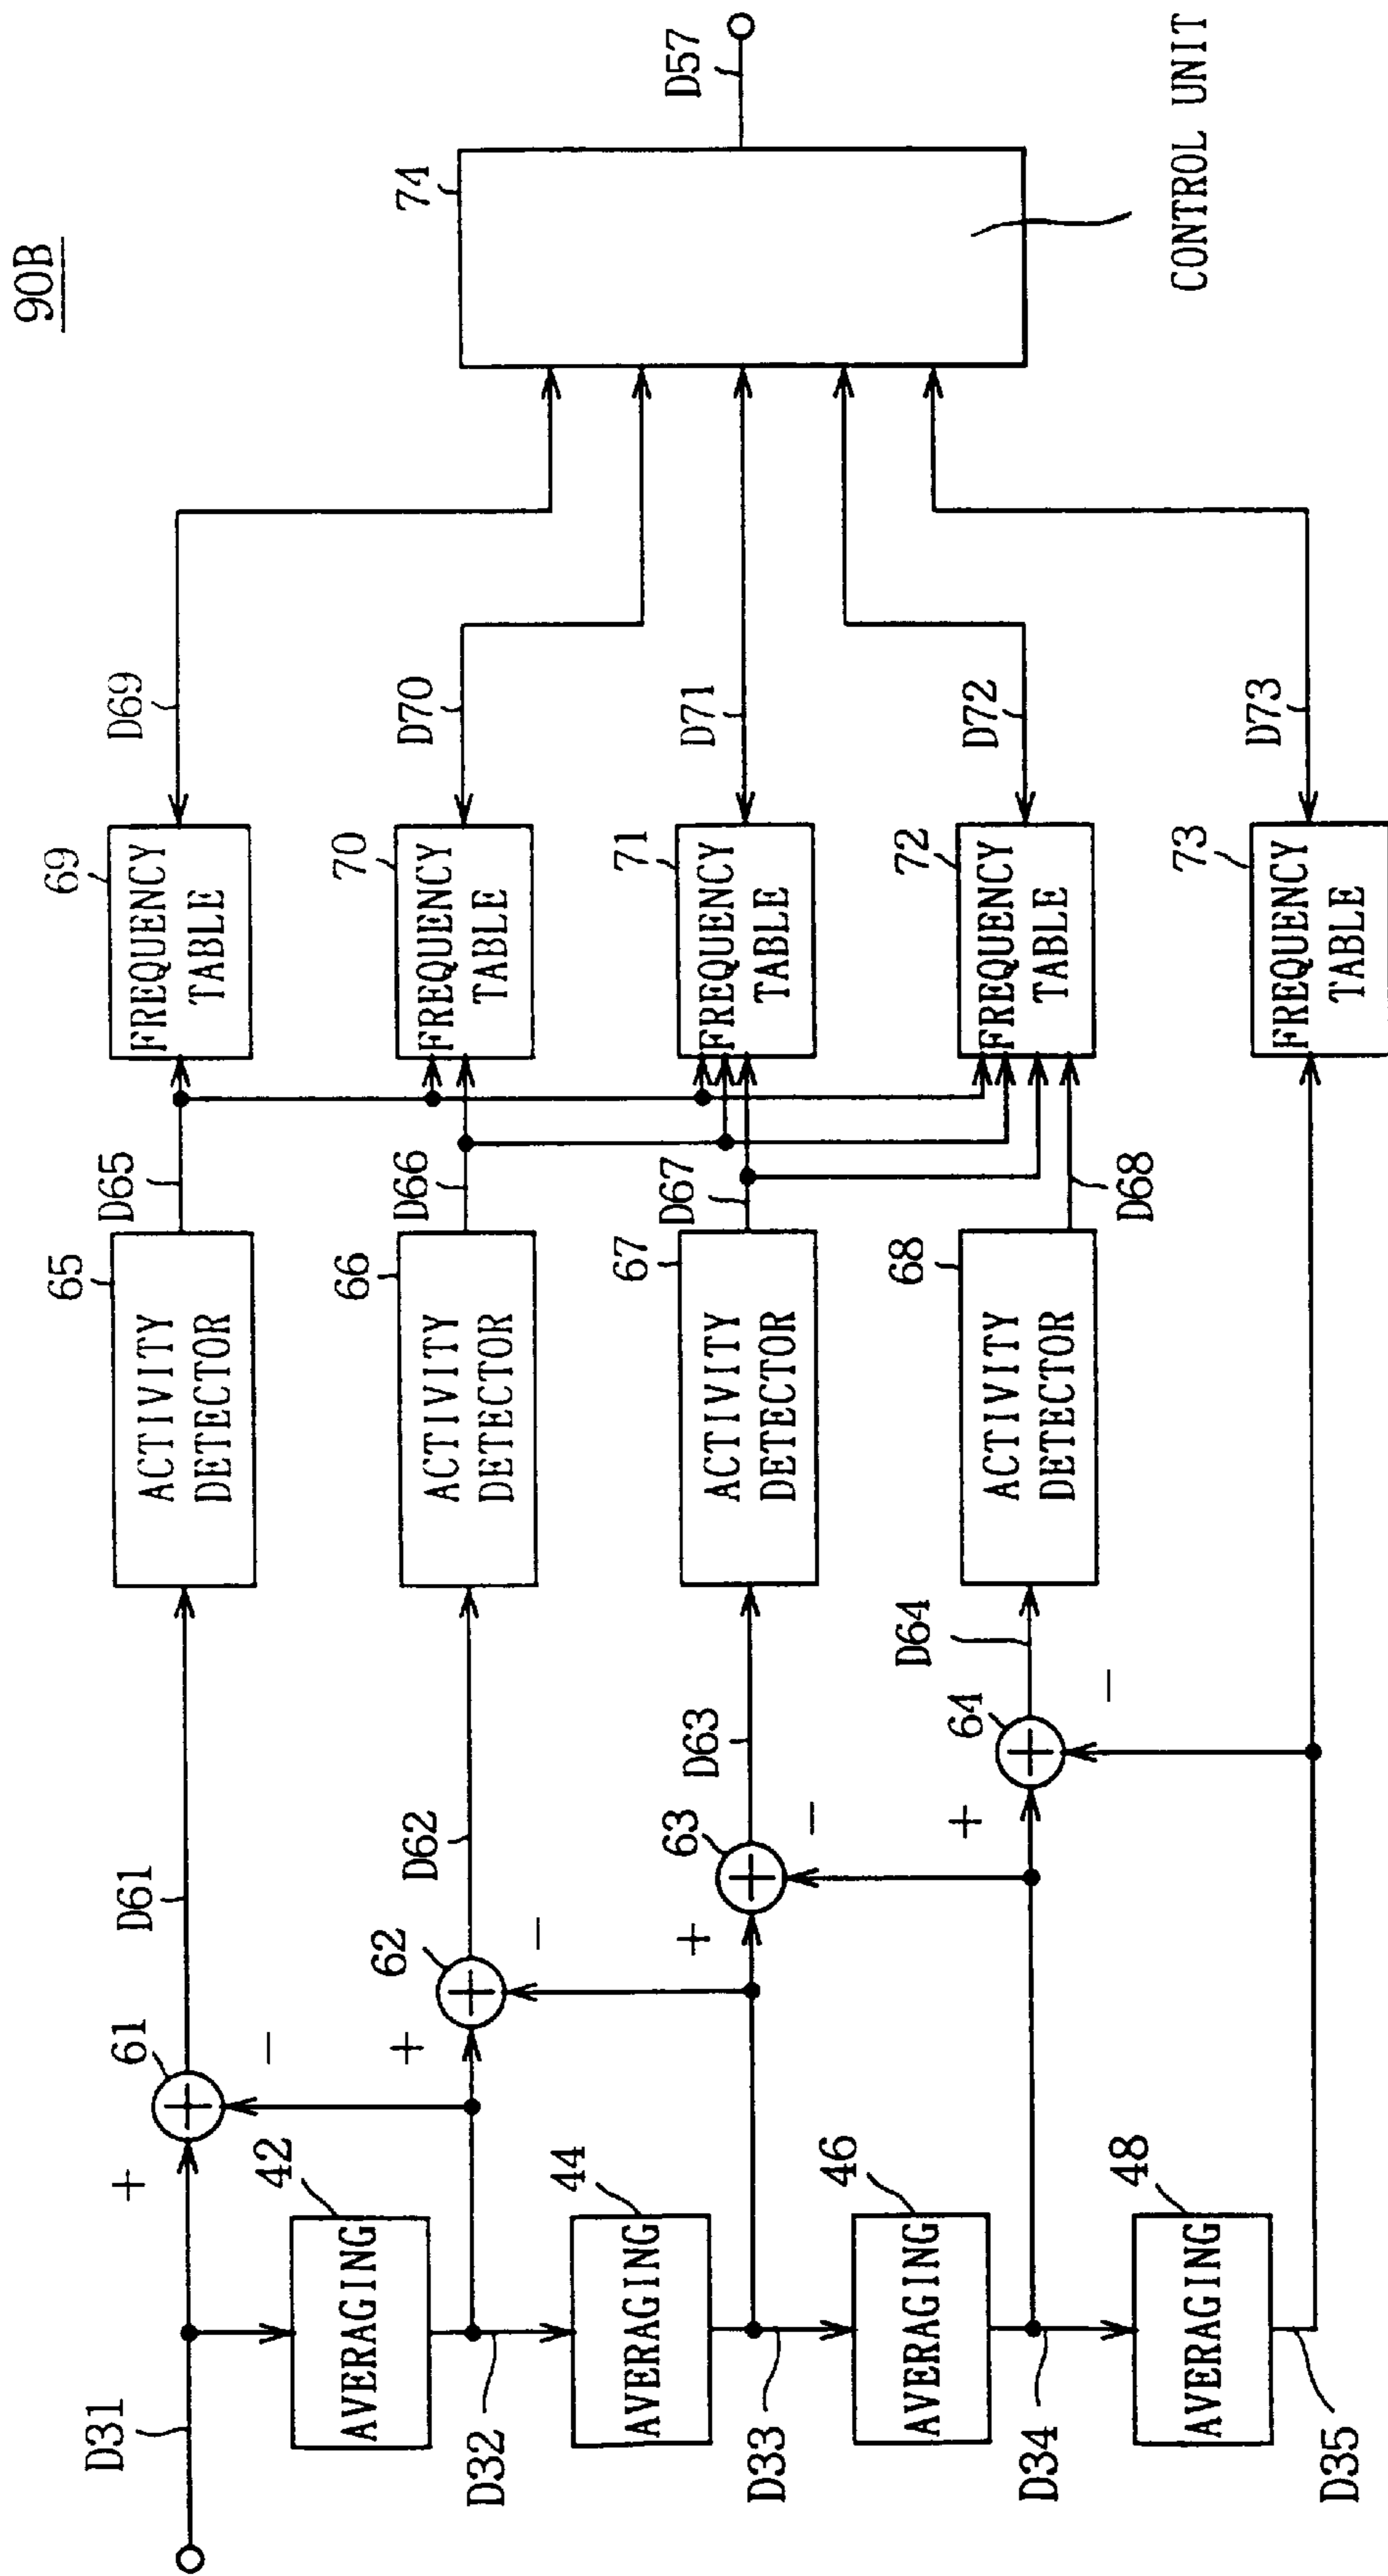 90B
D31
+
61
-
D61
65
ACTIVITY
DETECTOR
D65
69
FREQUENCY
TABLE
D69
42
AVERAGING
D32
+
62
-
D62
66
ACTIVITY
DETECTOR
D66
70
FREQUENCY
TABLE
D70
74
D57
44
AVERAGING
D33
+
63
-
D63
67
ACTIVITY
DETECTOR
D67
71
FREQUENCY
TABLE
D71
46
AVERAGING
D34
+
64
-
D64
68
ACTIVITY
DETECTOR
D68
72
FREQUENCY
TABLE
D72
CONTROL UNIT
48
AVERAGING
D35
73
FREQUENCY
TABLE
D73